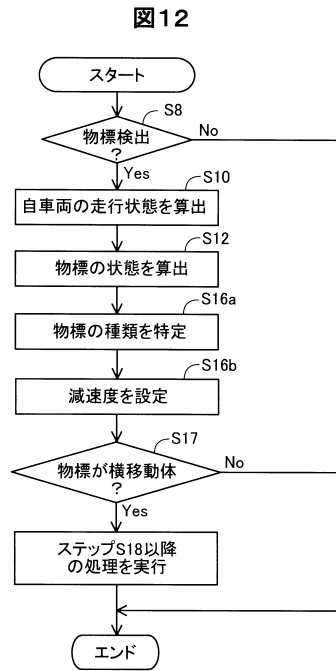 図12
スタート
S8
物標検出
?
No
Yes
S10
自車両の走行状態を算出
S12
物標の状態を算出
S16a
物標の種類を特定
S16b
減速度を設定
S17
物標が横移動体
?
No
Yes
ステップS18以降
の処理を実行
エンド